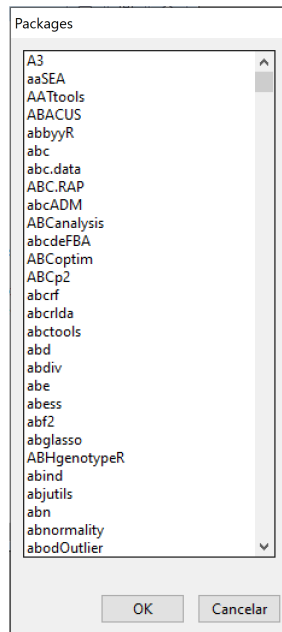 Packages
A3
aaSEA
AATtools
ABACUS
abbyyR
abc
abc.data
ABC.RAP
abcADM
ABCanalysis
abcdeFBA
ABCoptim
ABCp2
abcrf
abcrlda
abctools
abd
abdiv
abe
abess
abf2
abglasso
ABHgenotypeR
abind
abjutils
abn
abnormality
abodOutlier
OK Cancelar